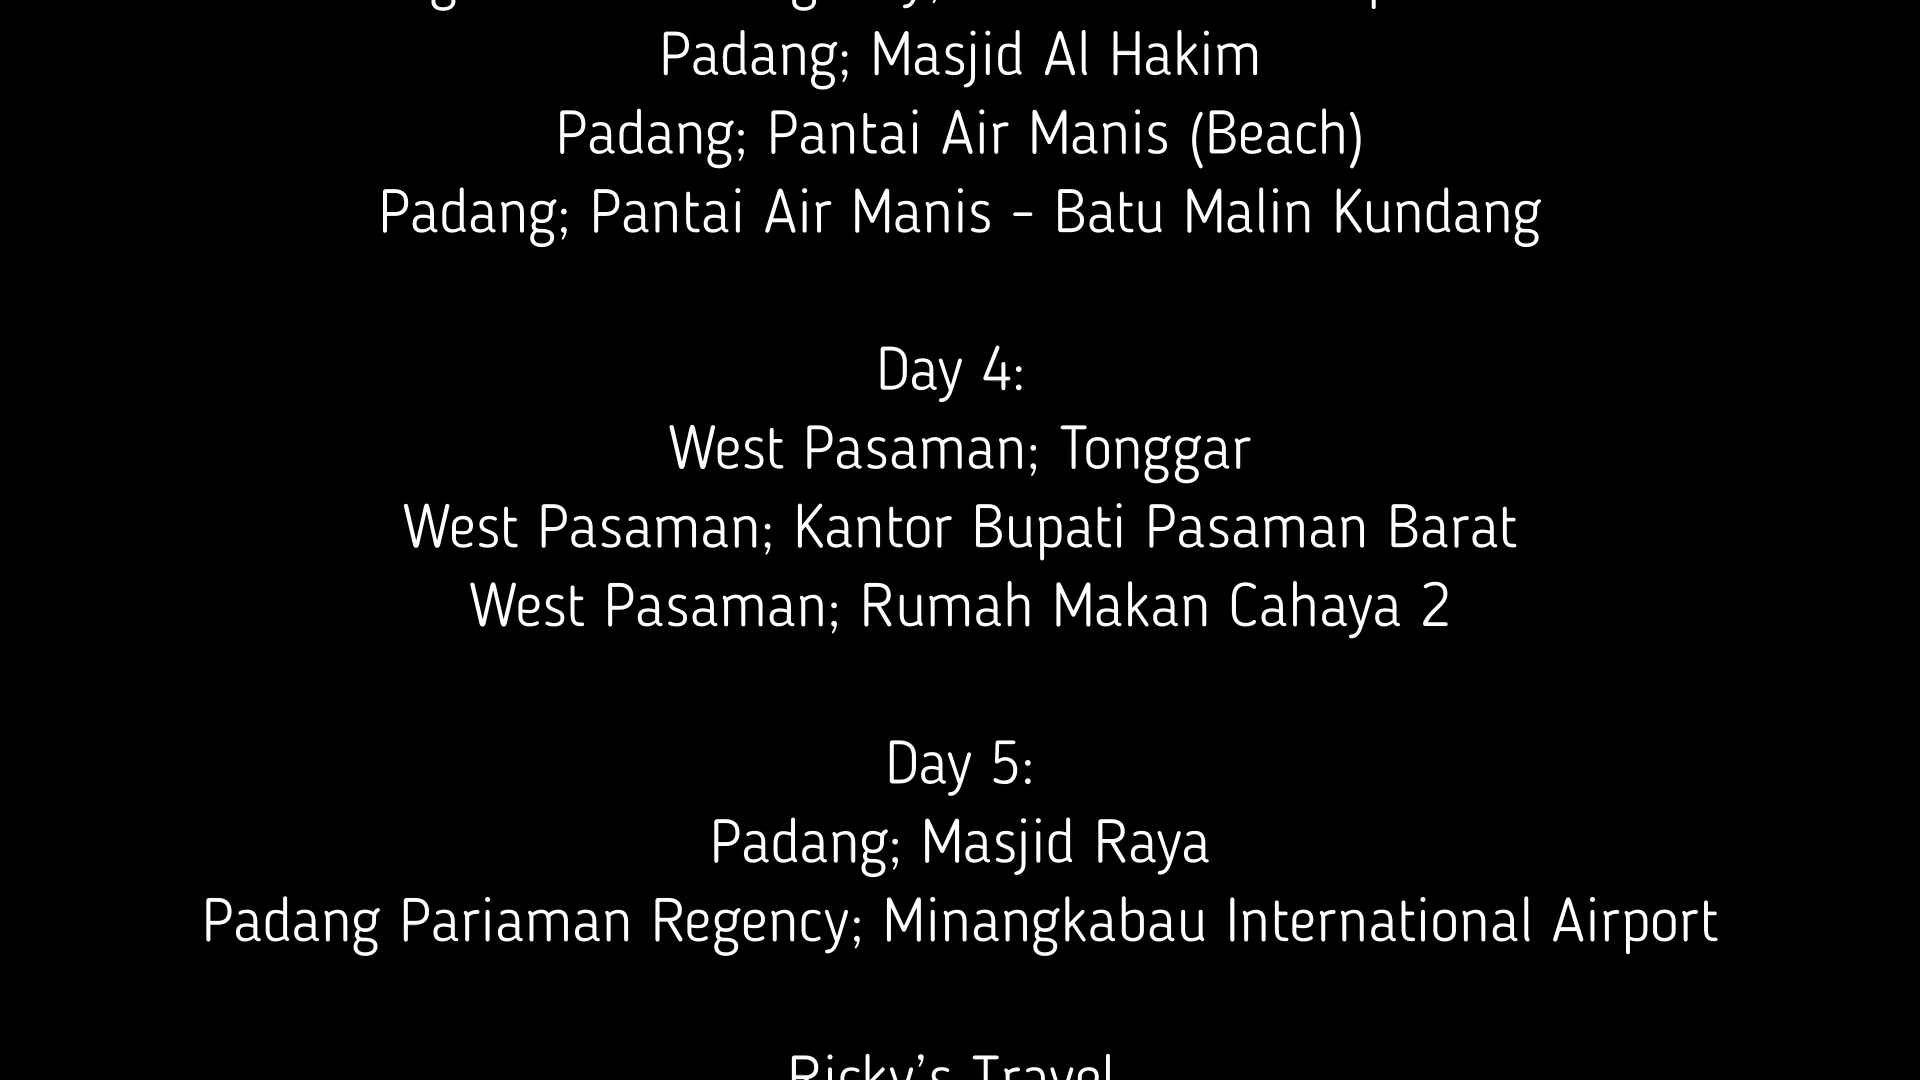 Padang; Masjid Al Hakim
Padang; Pantai Air Manis (Beach)
Padang; Pantai Air Manis - Batu Malin Kundang
Day 4:
West Pasaman; Tonggar
West Pasaman; Kantor Bupati Pasaman Barat
West Pasaman; Rumah Makan Cahaya 2
Day 5:
Padang; Masjid Raya
Padang Pariaman Regency; Minangkabau International Airport
Ricky's Travel